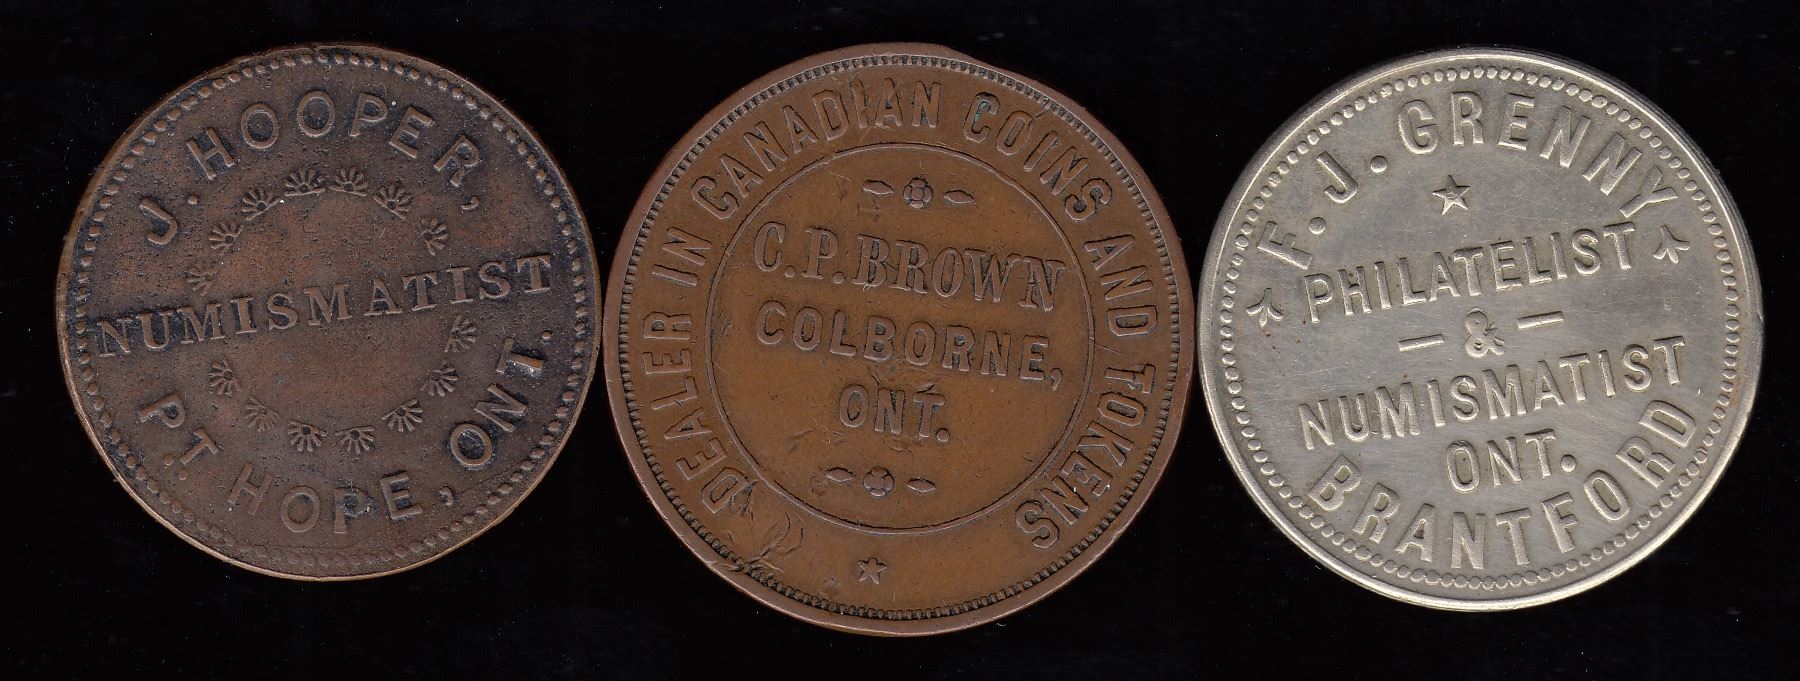 J. HOOPER,
NUMISMATIST
PT. HOPE, ONT.
DEALER IN CANADIAN COINS AND TOKENS
C. P. BROWN
COLBORNE,
ONT.
F. J. GRENNY
PHILATELIST
- & -
NUMISMATIST
ONT.
BRANTFORD